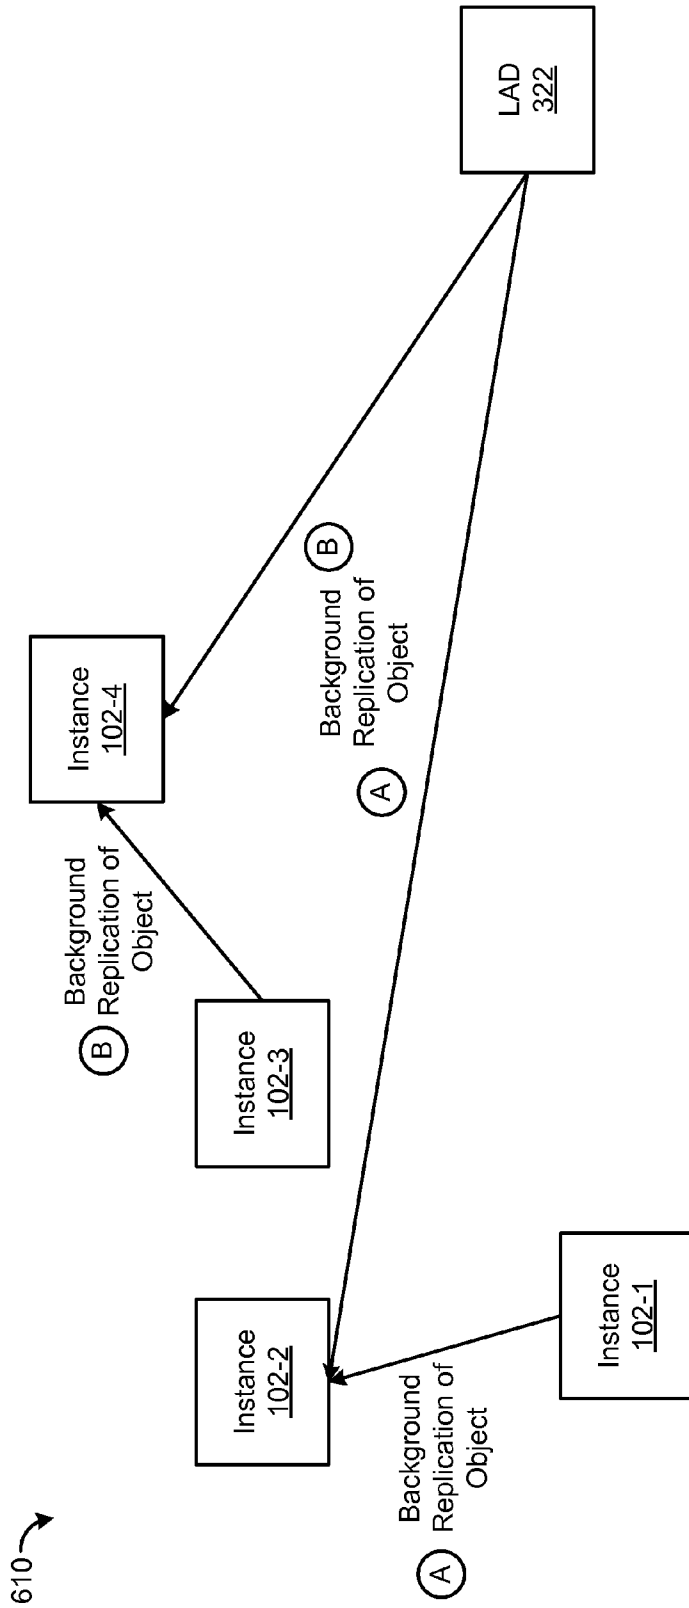 610
Instance
102-2
Instance
102-1
A
Background
Replication of
Object
Instance
102-3
B
Background
Replication of
Object
Instance
102-4
A
Background
Replication of
Object
B
LAD
322